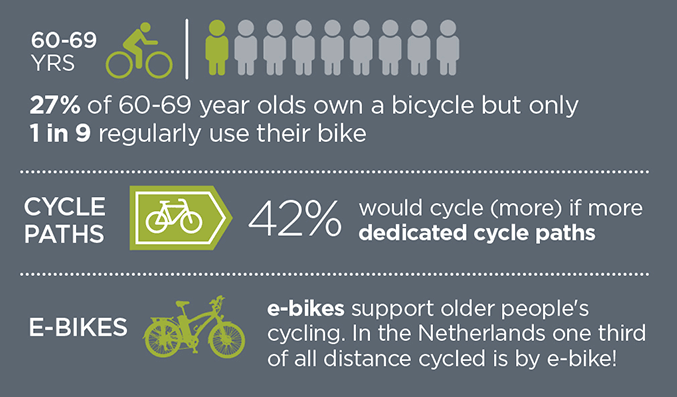 60-69
YRS
27% of 60-69 year olds own a bicycle but only
1 in 9 regularly use their bike
CYCLE
PATHS
42%
would cycle (more) if more
dedicated cycle paths
E-BIKES
e-bikes support older people's
cycling. In the Netherlands one third
of all distance cycled is by e-bike!